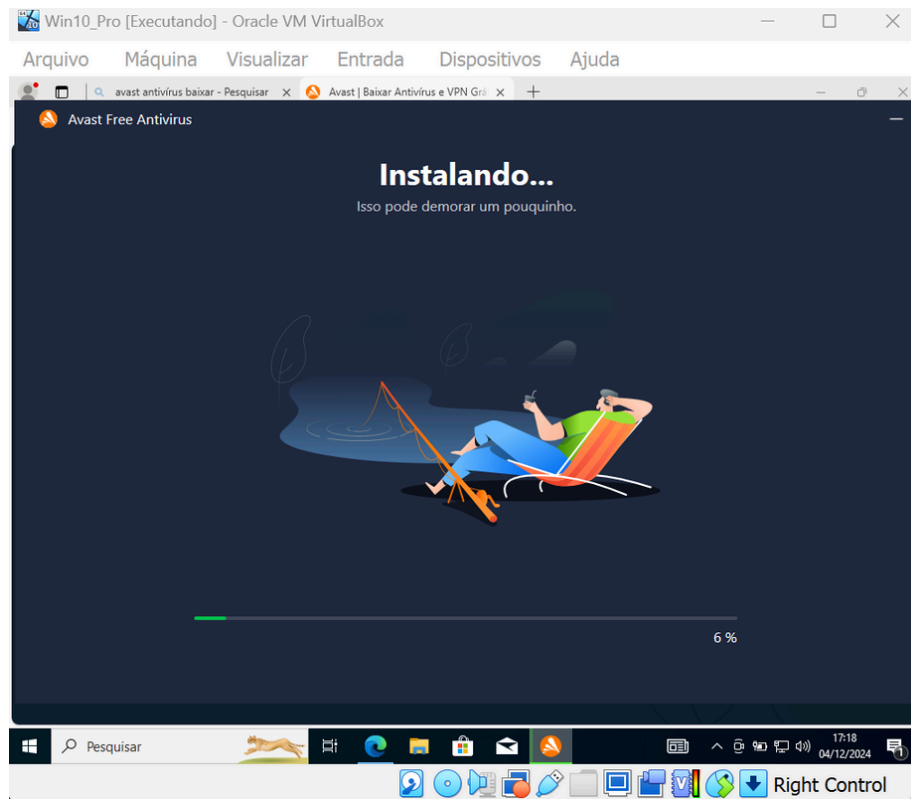 Win10_Pro [Executando] - Oracle VM VirtualBox
Arquivo Máquina Visualizar Entrada Dispositivos Ajuda
avast antivírus baixar - Pesquisar Avast | Baixar Antivírus e VPN Grá
Avast Free Antivirus
Instalando...
Isso pode demorar um pouquinho.
6 %
Pesquisar
17:18
04/12/2024
1
Right Control